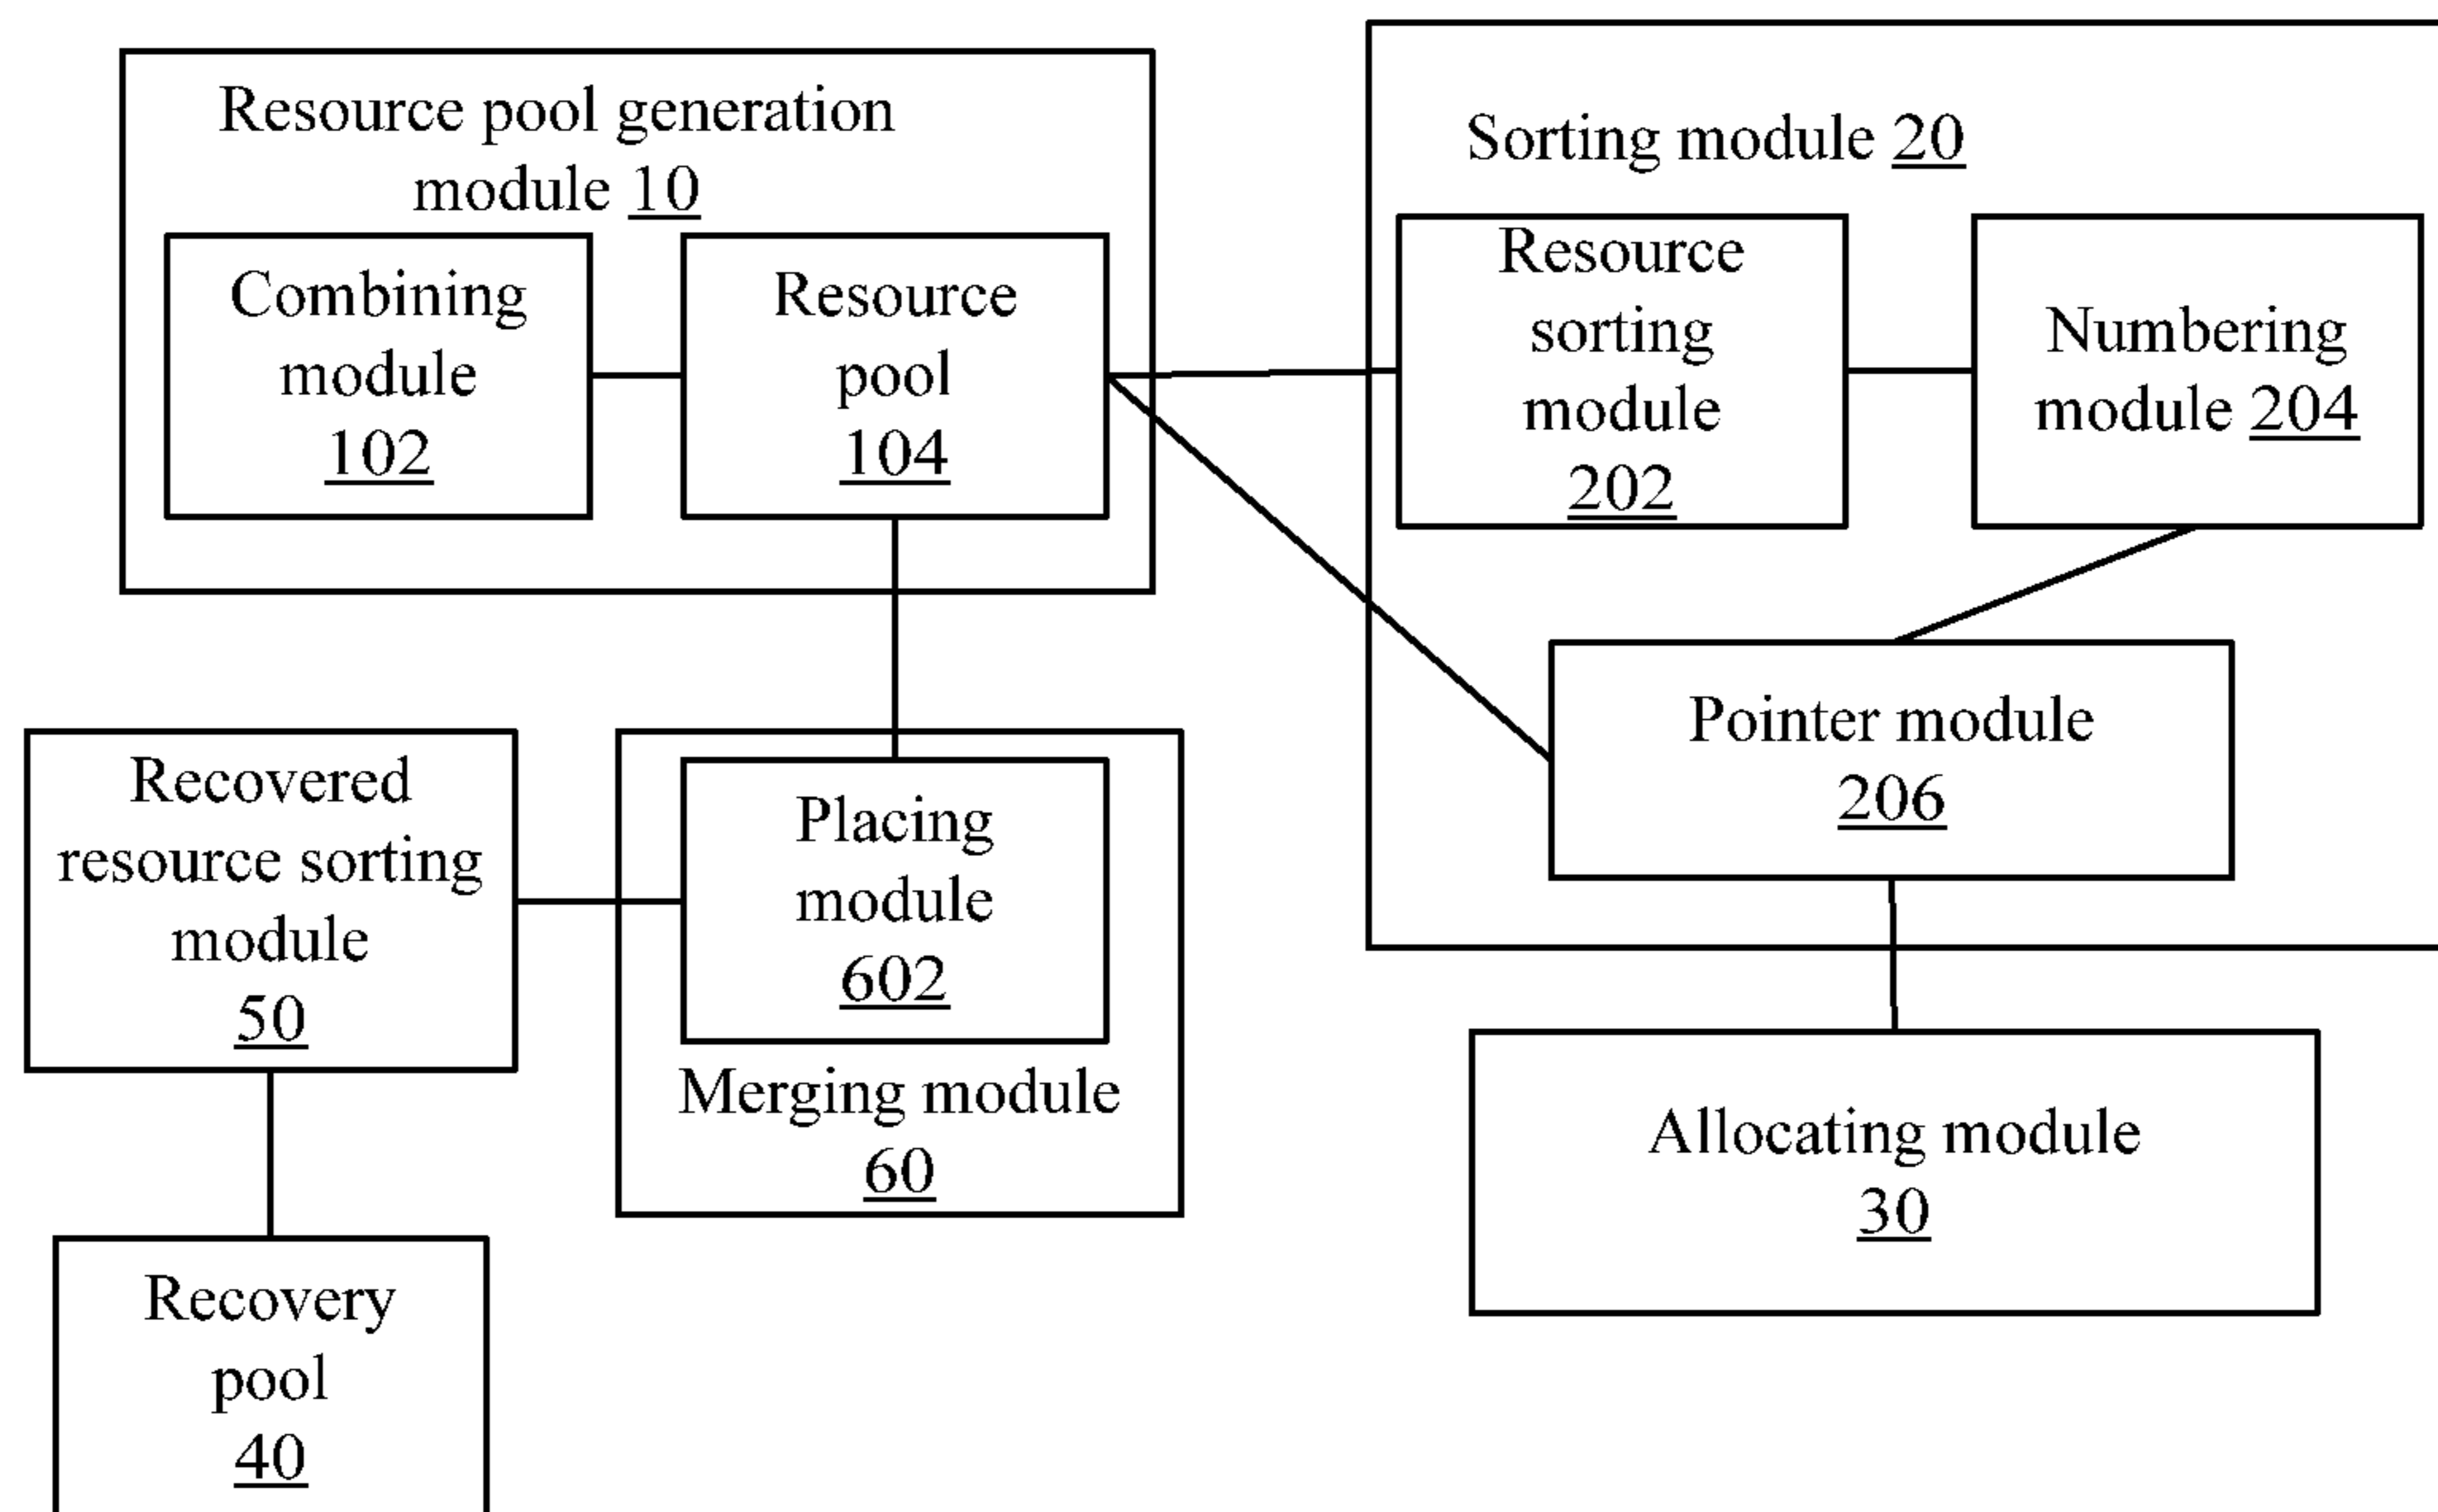 Resource pool generation
module 10
Combining
module
102
Resource
pool
104
Sorting module 20
Resource
sorting
module
202
Numbering
module 204
Pointer module
206
Recovered
resource sorting
module
50
Placing
module
602
Merging module
60
Allocating module
30
Recovery
pool
40